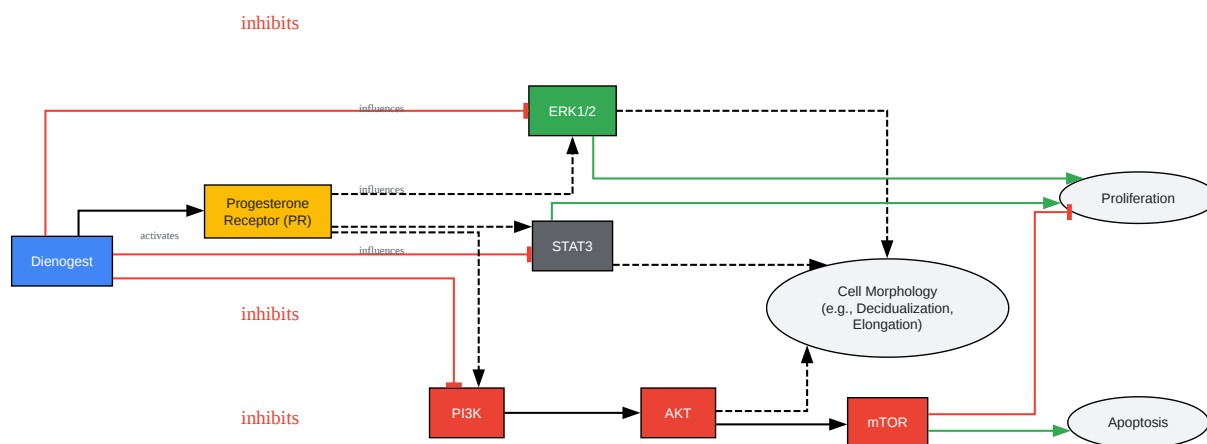 inhibits
influences
ERK1/2
influences
Progesterone
Receptor (PR)
Proliferation
activates
influences
STAT3
Dienogest
Cell Morphology
(e.g., Decidualization,
Elongation)
inhibits
inhibits
PI3K
AKT
mTOR
Apoptosis